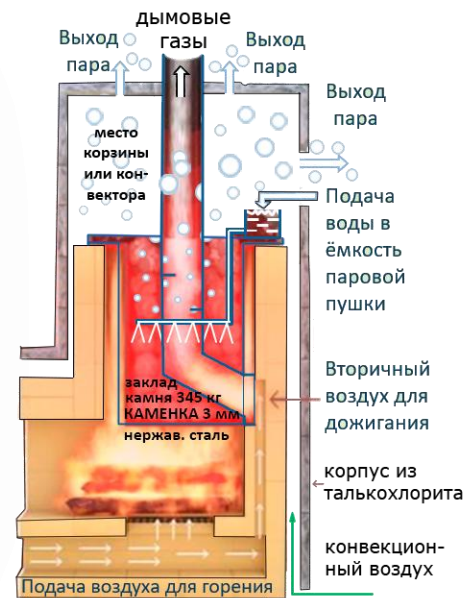 дымовые
газы
Выход
пара
Выход
пара
Выход
пара
место
корзины
или кон-
вектора
Подача
воды в
ёмкость
паровой
пушки
Вторичный
воздух для
дожигания
заклад
камня 345 кг
КАМЕНКА 3 мм
нержав. сталь
корпус из
талькохлорита
конвекцион-
ный воздух
Подача воздуха для горения